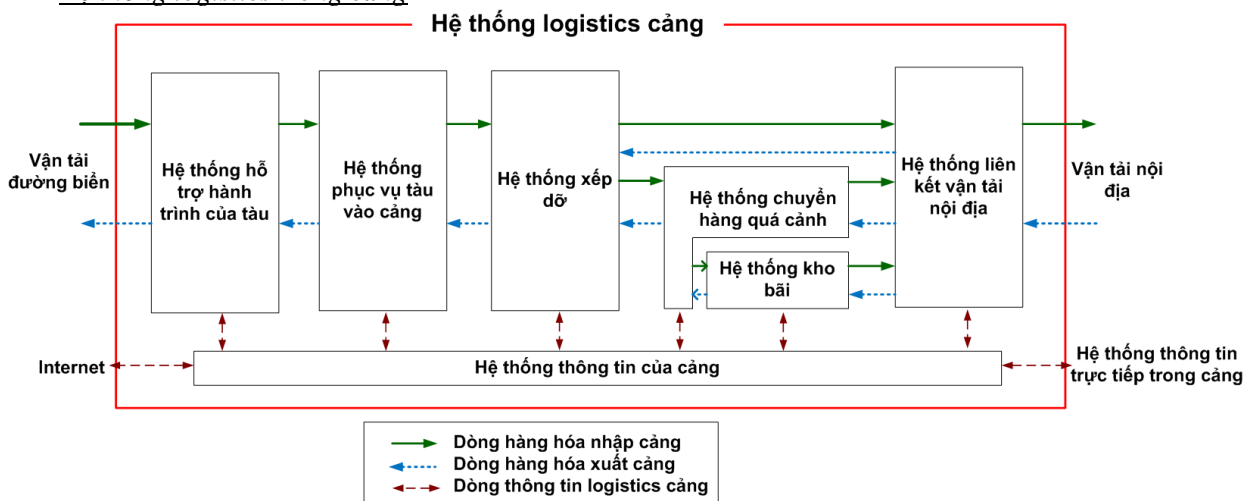 Hệ thống logistics cảng
Hệ thống hỗ
trợ hành
trình của tàu
Hệ thống
phục vụ tàu
vào cảng
Hệ thống xếp
dỡ
Hệ thống chuyển
hàng quá cảnh
Hệ thống kho
bãi
Hệ thống liên
kết vận tải
nội địa
Vận tải
đường biển
Vận tải nội
địa
Internet
Hệ thống thông tin của cảng
Hệ thống thông tin
trực tiếp trong cảng
Dòng hàng hóa nhập cảng
Dòng hàng hóa xuất cảng
Dòng thông tin logistics cảng